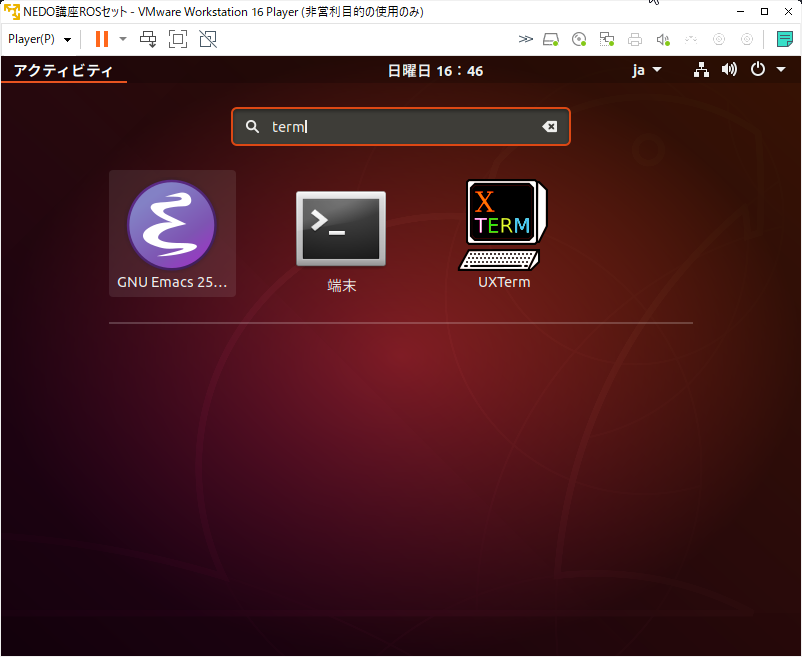 NEDO講座ROSセット - VMware Workstation 16 Player (非営利目的の使用のみ)
Player(P)
アクティビティ 日曜日 16：46 ja
term
X
TERM
GNU Emacs 25… 端末 UXTerm